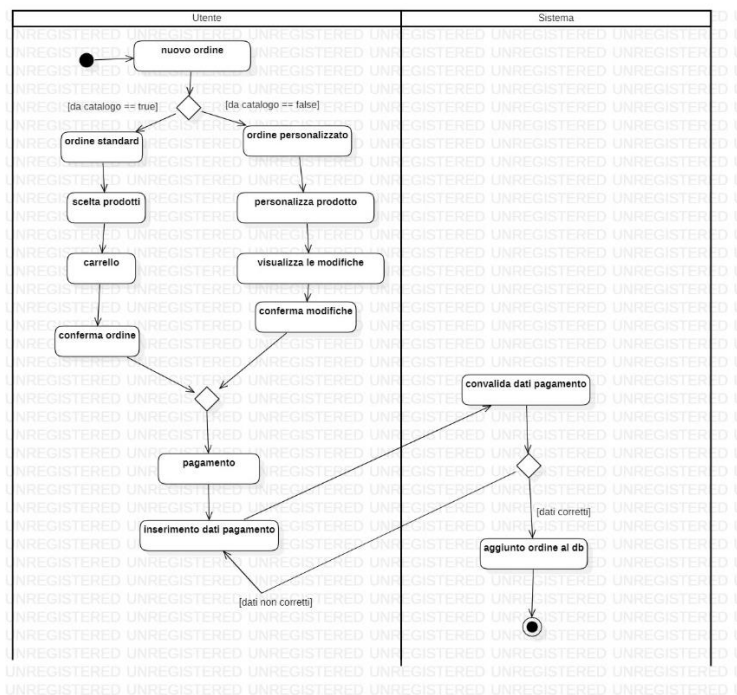 Utente
Sistema
nuovo ordine
[da catalogo == true]
[da catalogo == false]
ordine standard
ordine personalizzato
scelta prodotti
personalizza prodotto
carrello
visualizza le modifiche
conferma modifiche
conferma ordine
convalida dati pagamento
pagamento
inserimento dati pagamento
[dati corretti]
aggiunto ordine al db
[dati non corretti]
UNREGISTERED